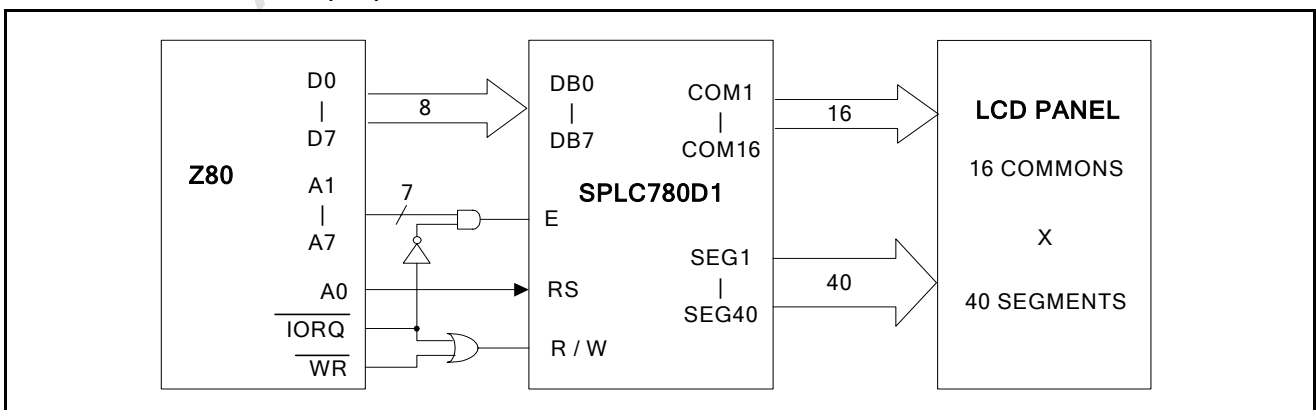 Z80
D0
|
D7
A1
|
A7
A0
IORQ
WR
8
7
DB0
|
DB7
E
RS
R / W
SPLC780D1
COM1
|
COM16
SEG1
|
SEG40
16
40
LCD PANEL
16 COMMONS
X
40 SEGMENTS